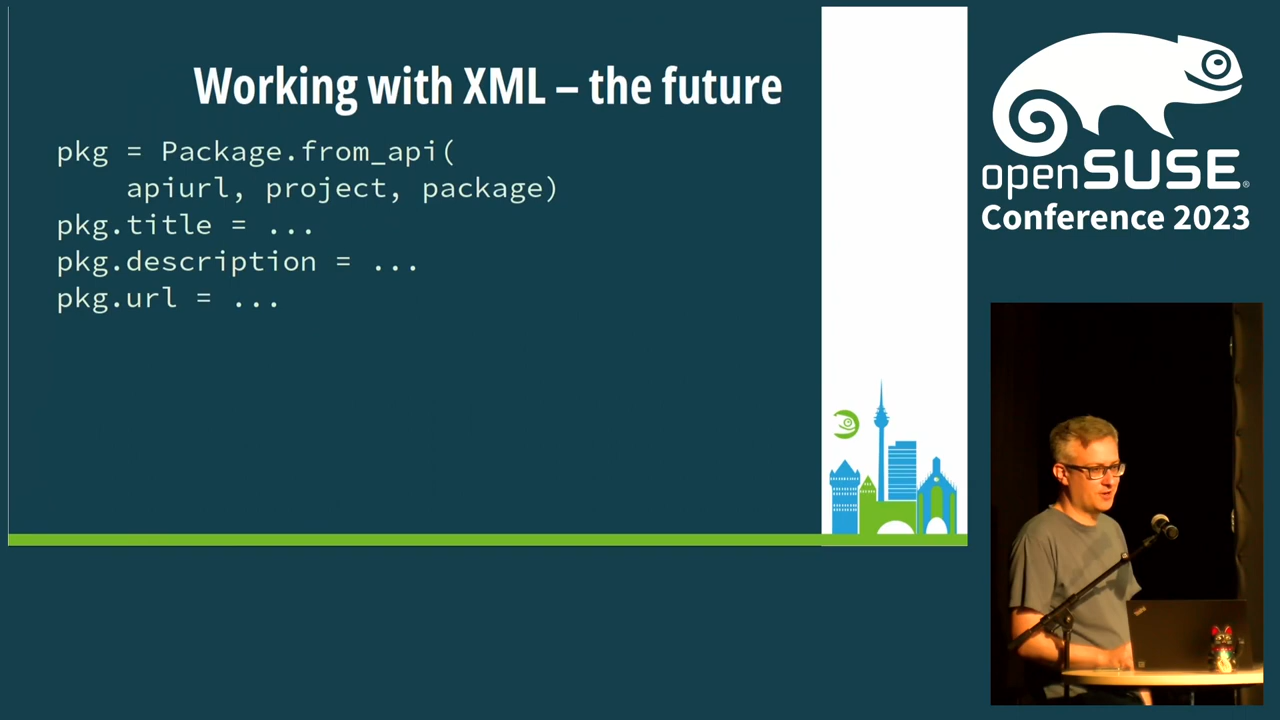 Working with XML – the future
pkg = Package.from_api(
apiurl, project, package)
pkg.title = ...
pkg.description = ...
pkg.url = ...
openSUSE
Conference 2023